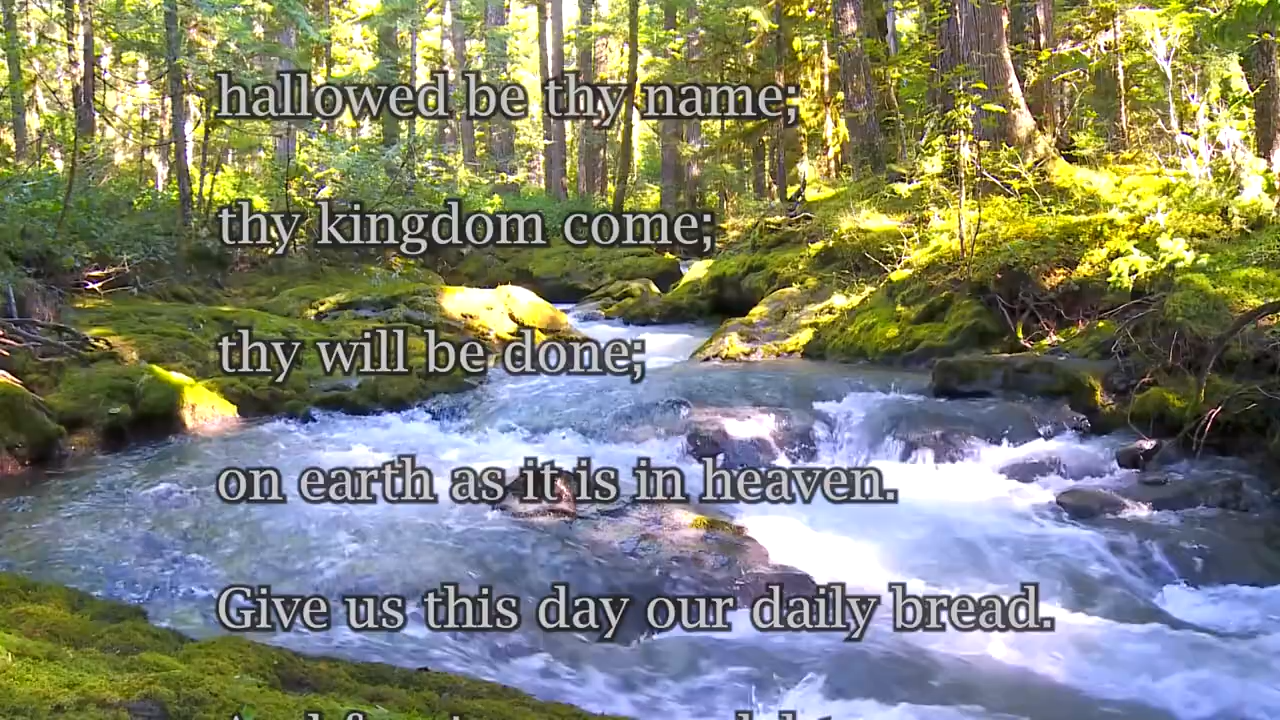 hallowed be thy name;
thy kingdom come;
thy will be done;
on earth as it is in heaven.
Give us this day our daily bread.